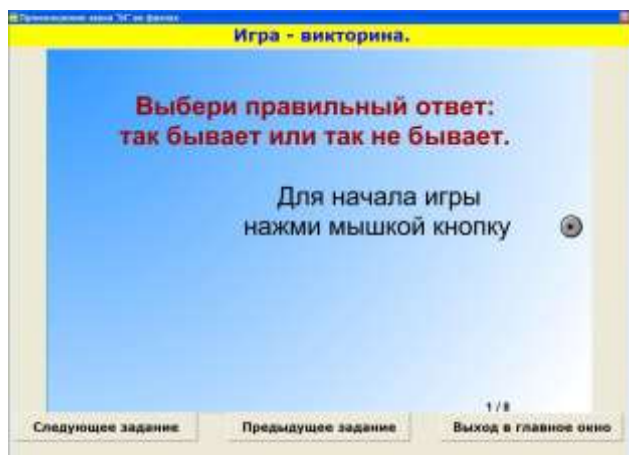 Игра - викторина.
Выбери правильный ответ:
так бывает или так не бывает.
Для начала игры
нажми мышкой кнопку
1 / 8
Следующее задание
Предыдущее задание
Выход в главное окно